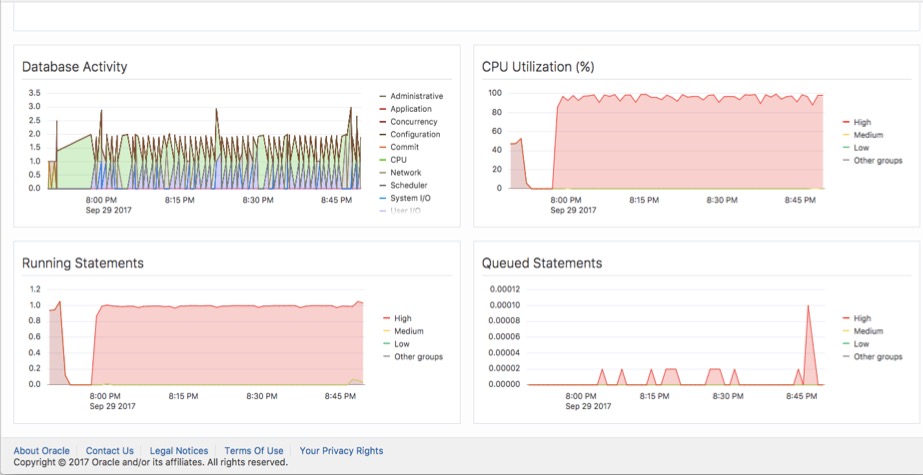 Database Activity
3.5
3.0
2.5
2.0
1.5
1.0
0.5
0.0
8:00 PM 8:15 PM 8:30 PM 8:45 PM
Sep 29 2017
Administrative
Application
Concurrency
Configuration
Commit
CPU
Network
Scheduler
System I/O
User I/O
CPU Utilization (%)
100
80
60
40
20
0
8:00 PM 8:15 PM 8:30 PM 8:45 PM
Sep 29 2017
High
Medium
Low
Other groups
Running Statements
1.2
1.0
0.8
0.6
0.4
0.2
0.0
8:00 PM 8:15 PM 8:30 PM 8:45 PM
Sep 29 2017
High
Medium
Low
Other groups
Queued Statements
0.00012
0.00010
0.00008
0.00006
0.00004
0.00002
0.00000
8:00 PM 8:15 PM 8:30 PM 8:45 PM
Sep 29 2017
High
Medium
Low
Other groups
About Oracle Contact Us Legal Notices Terms Of Use Your Privacy Rights
Copyright © 2017 Oracle and/or its affiliates. All rights reserved.